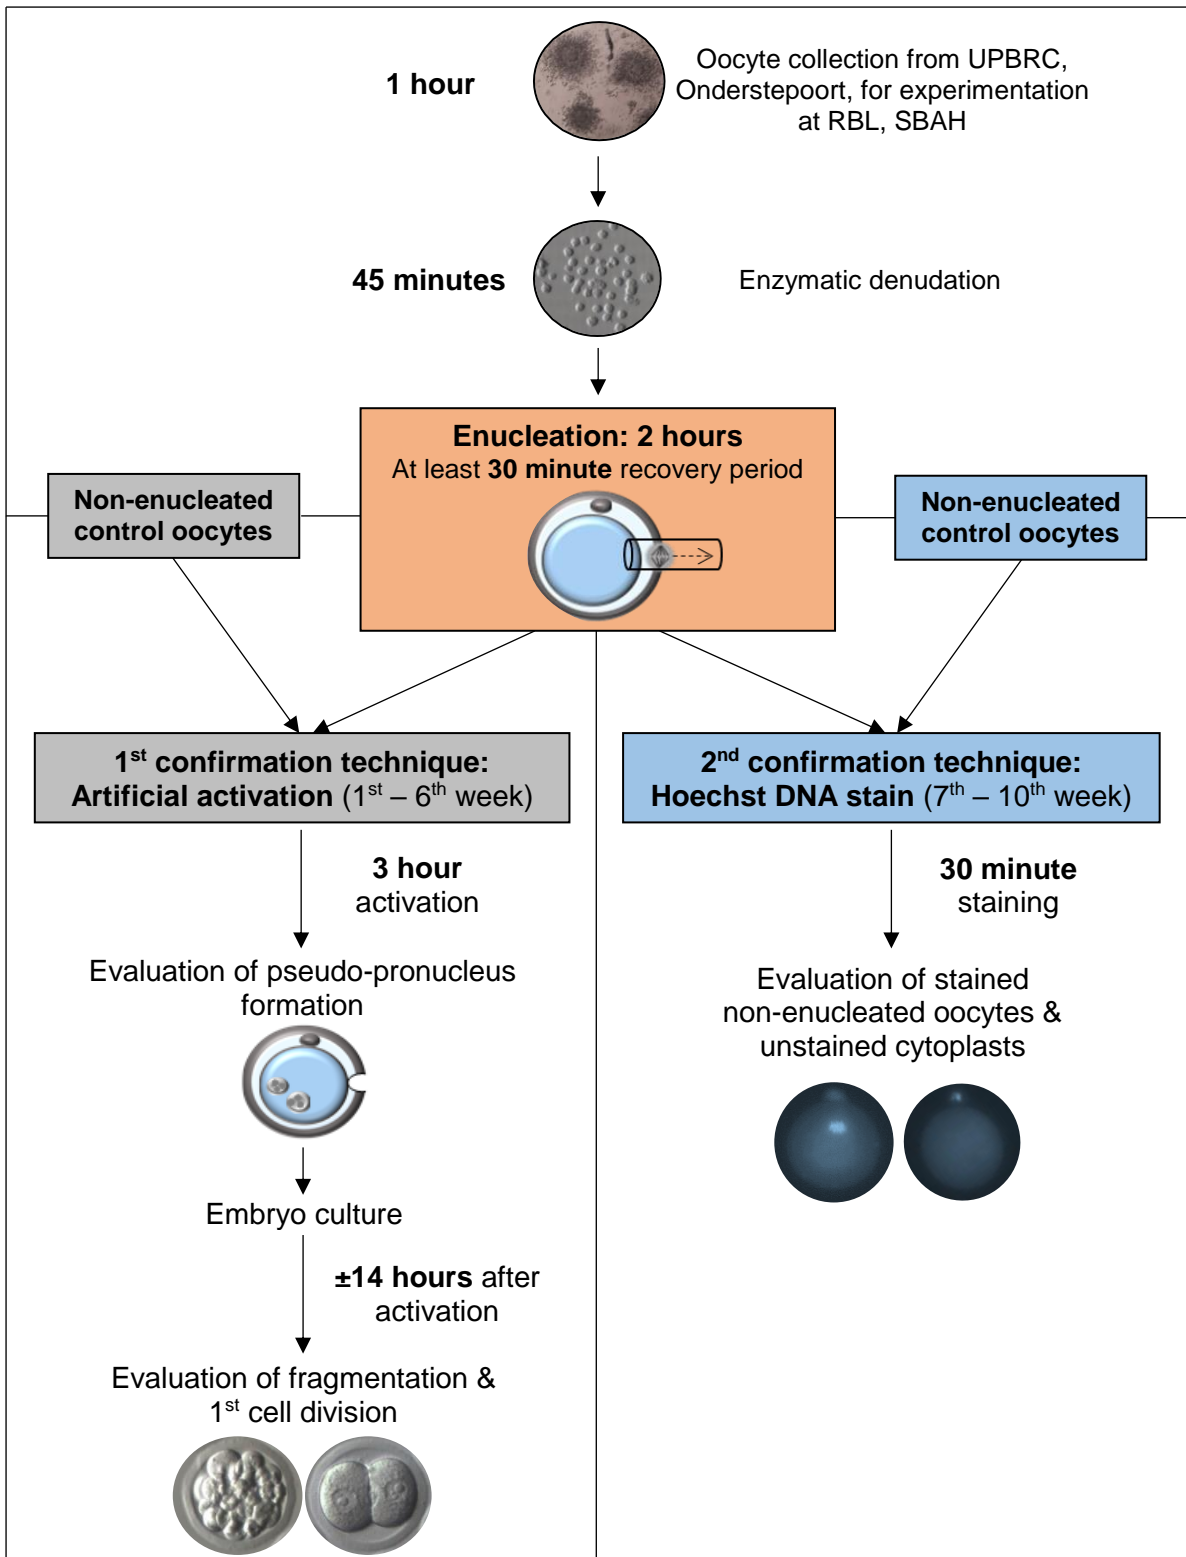 1 hour
Oocyte collection from UPBRC,
Onderstepoort, for experimentation
at RBL, SBAH
45 minutes
Enzymatic denudation
Enucleation: 2 hours
At least 30 minute recovery period
Non-enucleated
control oocytes
Non-enucleated
control oocytes
1st confirmation technique:
Artificial activation (1st – 6th week)
2nd confirmation technique:
Hoechst DNA stain (7th – 10th week)
3 hour
activation
30 minute
staining
Evaluation of pseudo-pronucleus
formation
Evaluation of stained
non-enucleated oocytes &
unstained cytoplasts
Embryo culture
±14 hours after
activation
Evaluation of fragmentation &
1st cell division